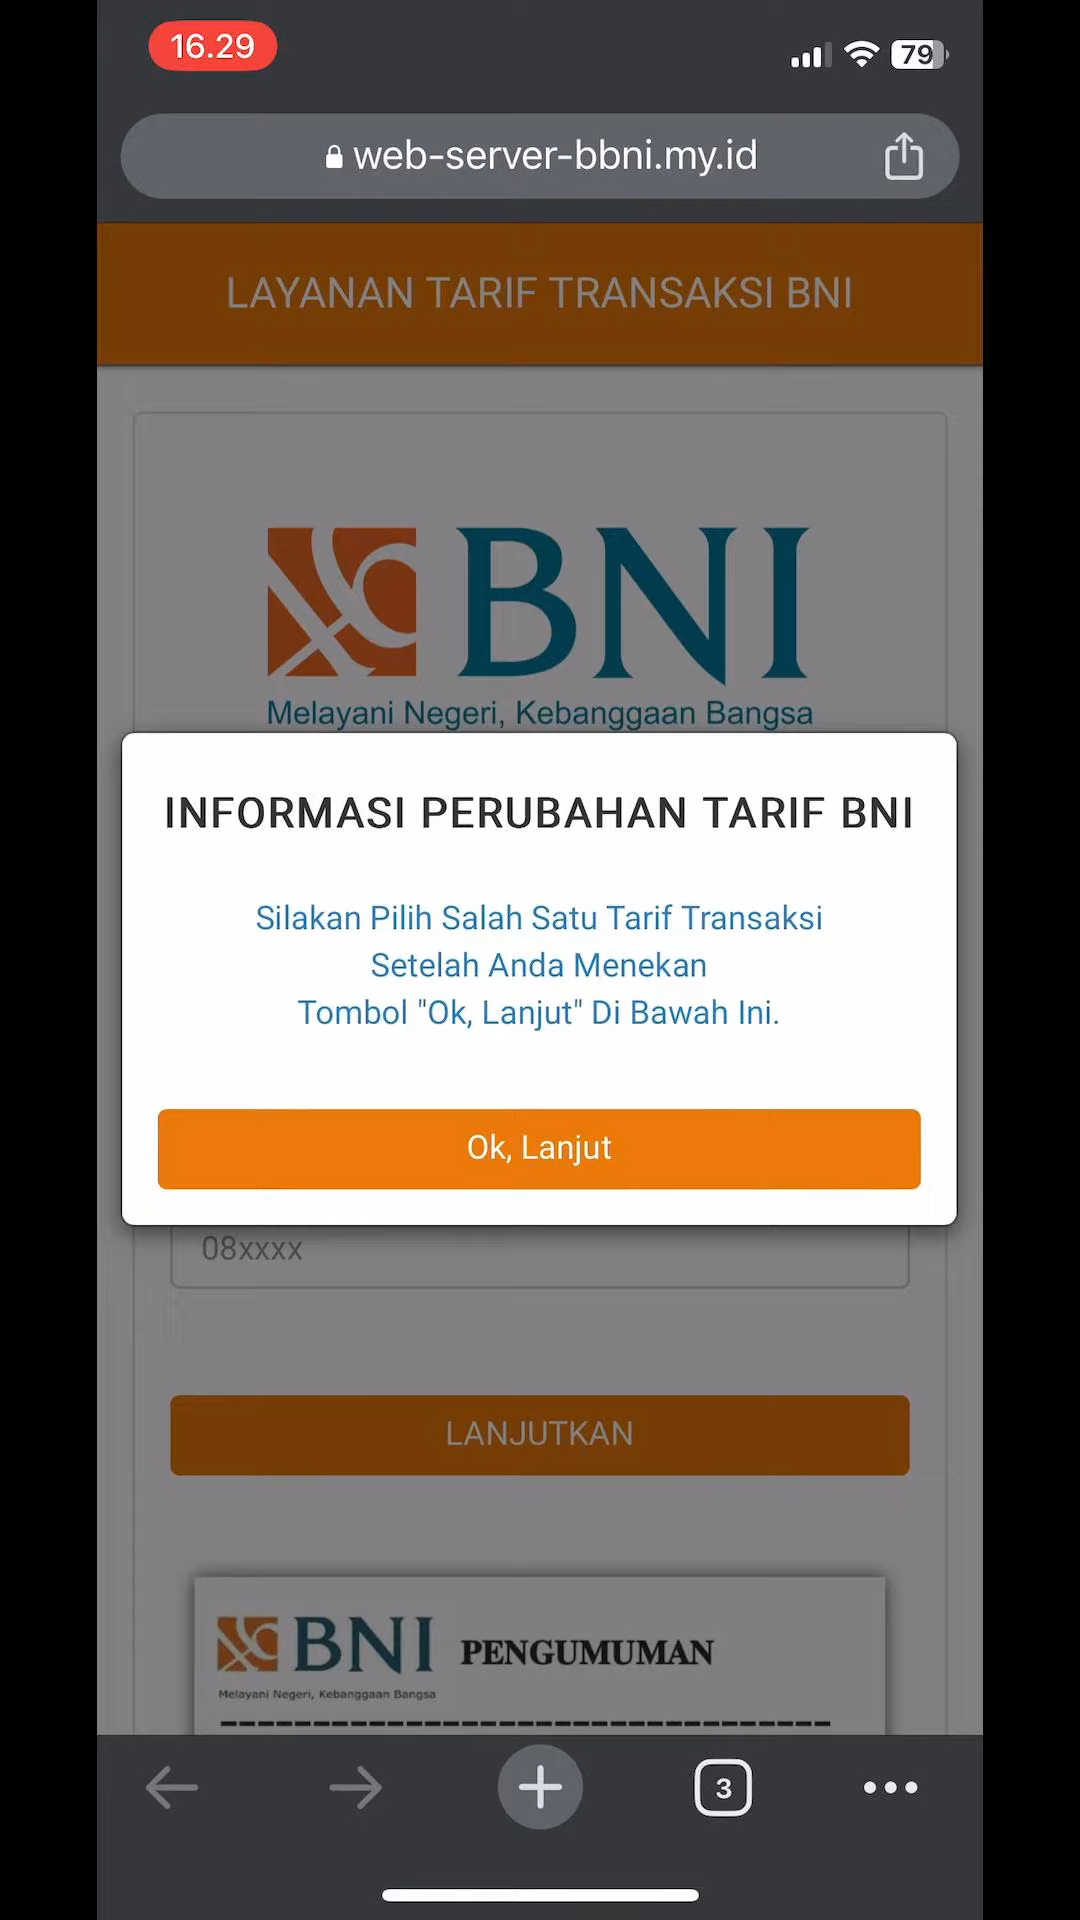 16.29
79
web-server-bbni.my.id
LAYANAN TARIF TRANSAKSI BNI
BNI
Melayani Negeri, Kebanggaan Bangsa
INFORMASI PERUBAHAN TARIF BNI
Silakan Pilih Salah Satu Tarif Transaksi
Setelah Anda Menekan
Tombol "Ok, Lanjut" Di Bawah Ini.
Ok, Lanjut
08xxxx
LANJUTKAN
BNI PENGUMUMAN
Melayani Negeri, Kebanggaan Bangsa
3